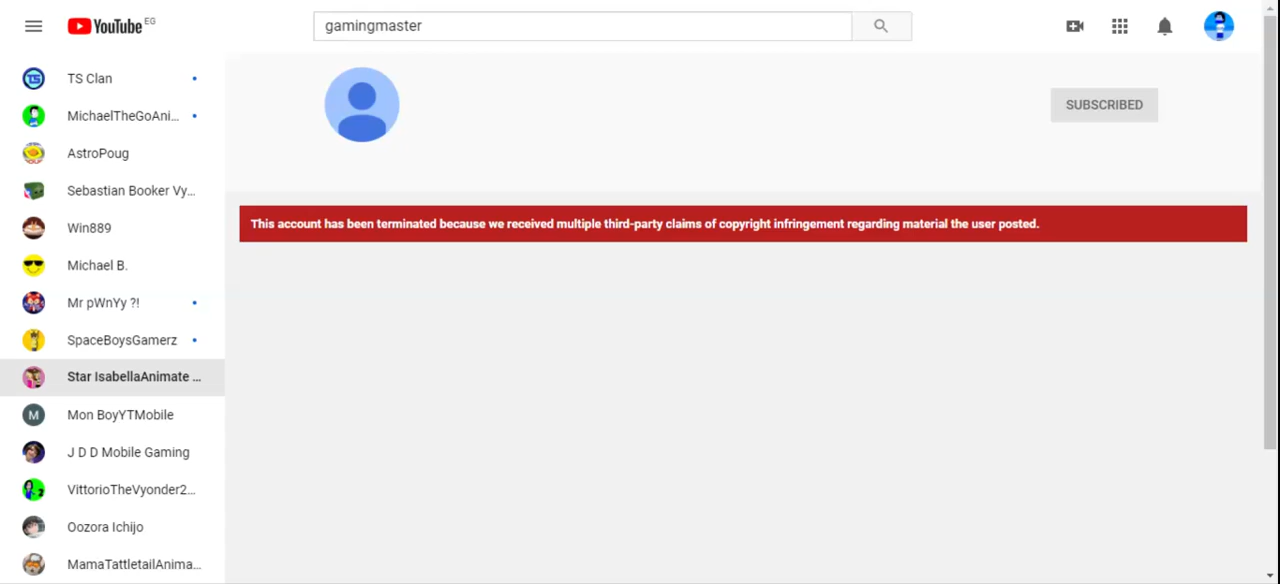 YouTube EG
gamingmaster
TS Clan
MichaelTheGoAni...
AstroPoug
Sebastian Booker Vy...
Win889
Michael B.
Mr pWnYy ?!
SpaceBoysGamerz
Star IsabellaAnimate ...
M
Mon BoyYTMobile
J D D Mobile Gaming
VittorioTheVyonder2...
Oozora Ichijo
MamaTattletailAnima...
SUBSCRIBED
This account has been terminated because we received multiple third-party claims of copyright infringement regarding material the user posted.